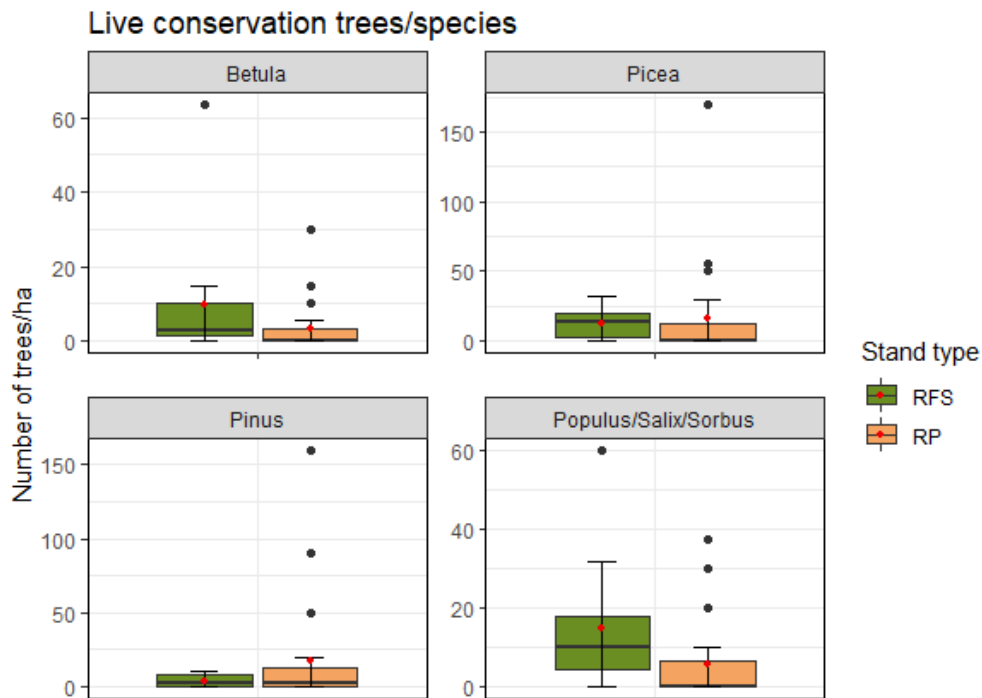 Live conservation trees/species
Betula
Picea
60
40
20
0
150
100
50
0
Number of trees/ha
Pinus
Populus/Salix/Sorbus
150
100
50
0
60
40
20
0
Stand type
RFS
RP